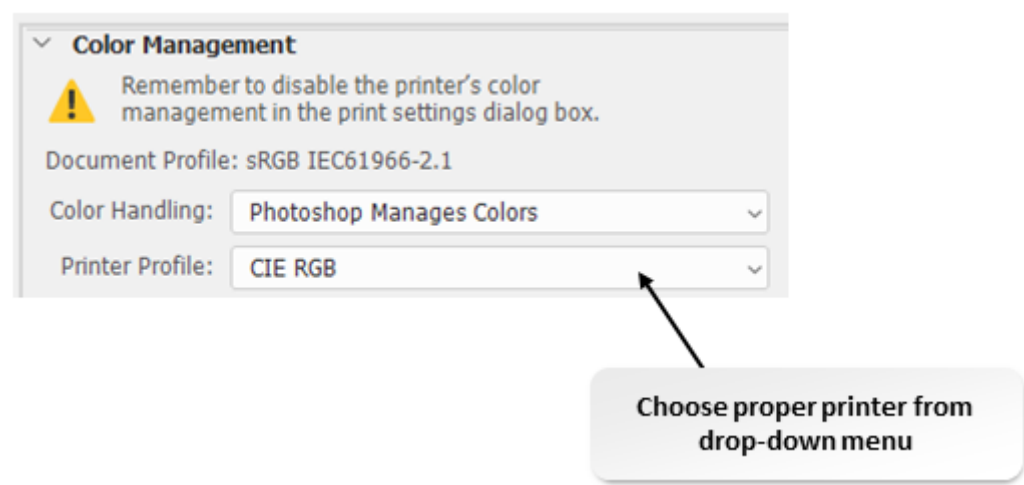 Color Management
Remember to disable the printer's color
management in the print settings dialog box.
Document Profile: sRGB IEC61966-2.1
Color Handling: Photoshop Manages Colors
Printer Profile: CIE RGB
Choose proper printer from
drop-down menu